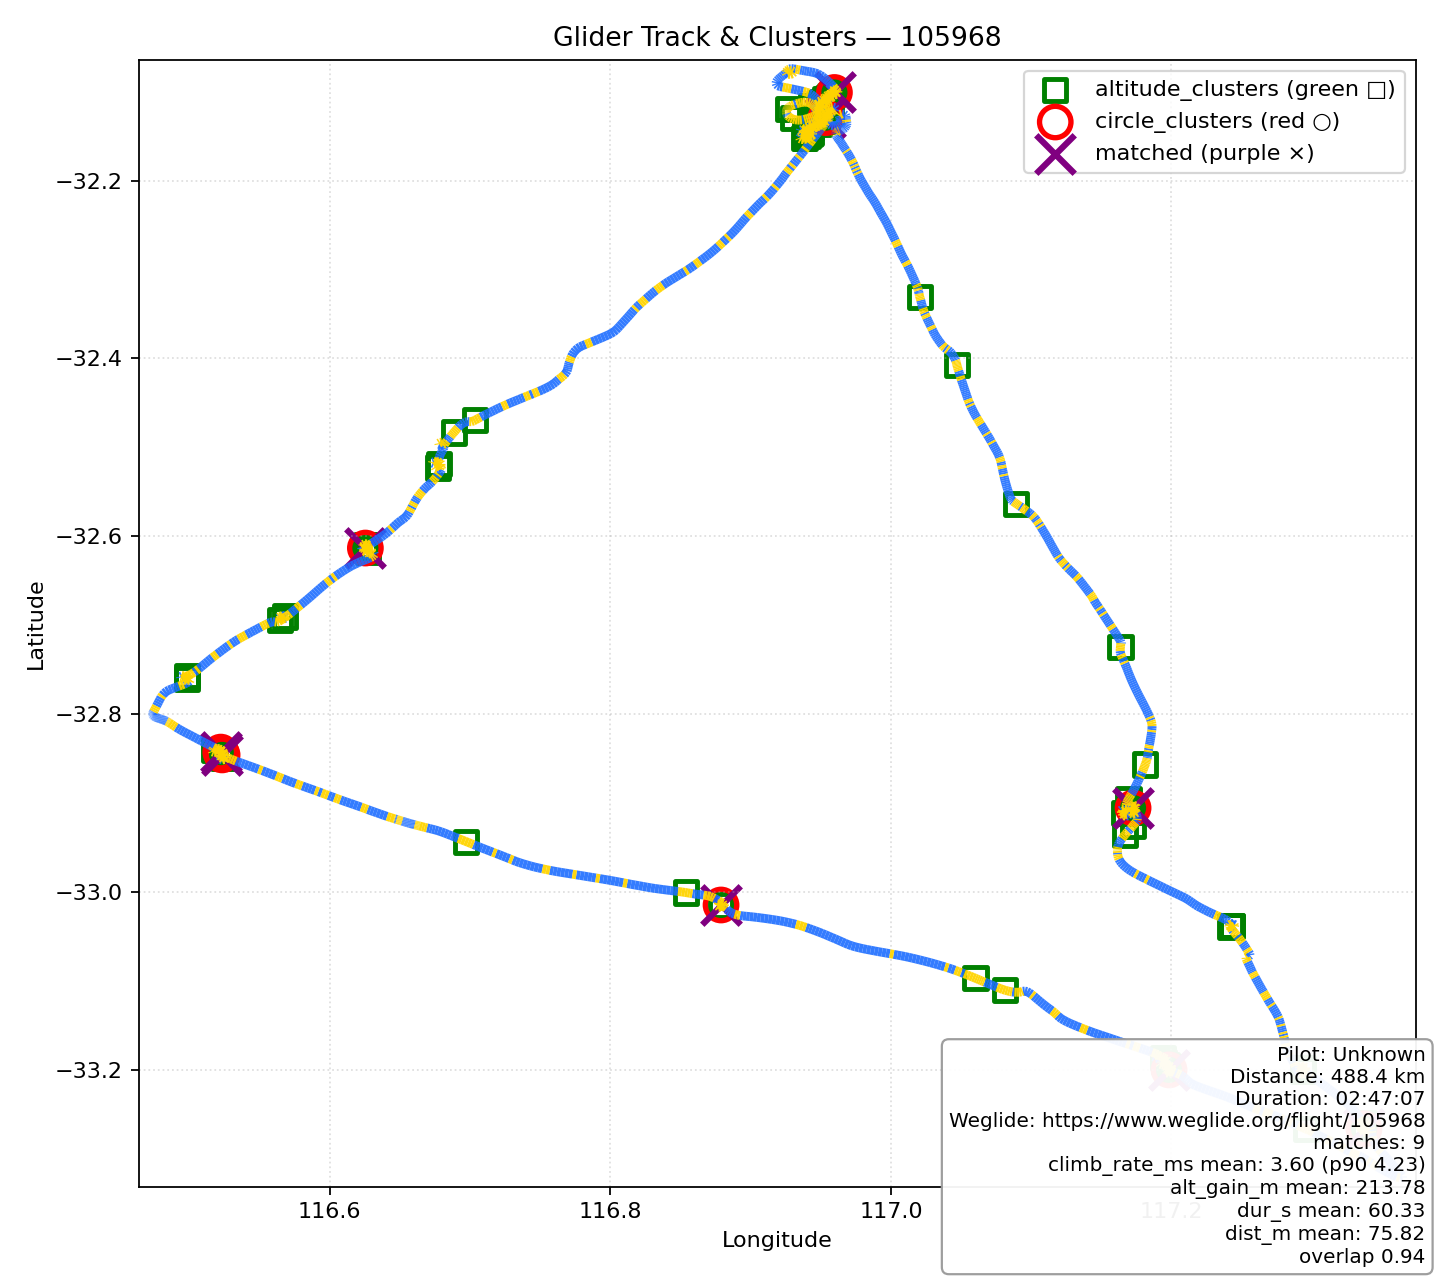 Glider Track & Clusters — 105968
altitude_clusters (green □)
circle_clusters (red ○)
matched (purple ×)
Latitude
−32.2
−32.4
−32.6
−32.8
−33.0
−33.2
116.6
116.8
117.0
117.2
Longitude
Pilot: Unknown
Distance: 488.4 km
Duration: 02:47:07
Weglide: https://www.weglide.org/flight/105968
matches: 9
climb_rate_ms mean: 3.60 (p90 4.23)
alt_gain_m mean: 213.78
dur_s mean: 60.33
dist_m mean: 75.82
overlap 0.94